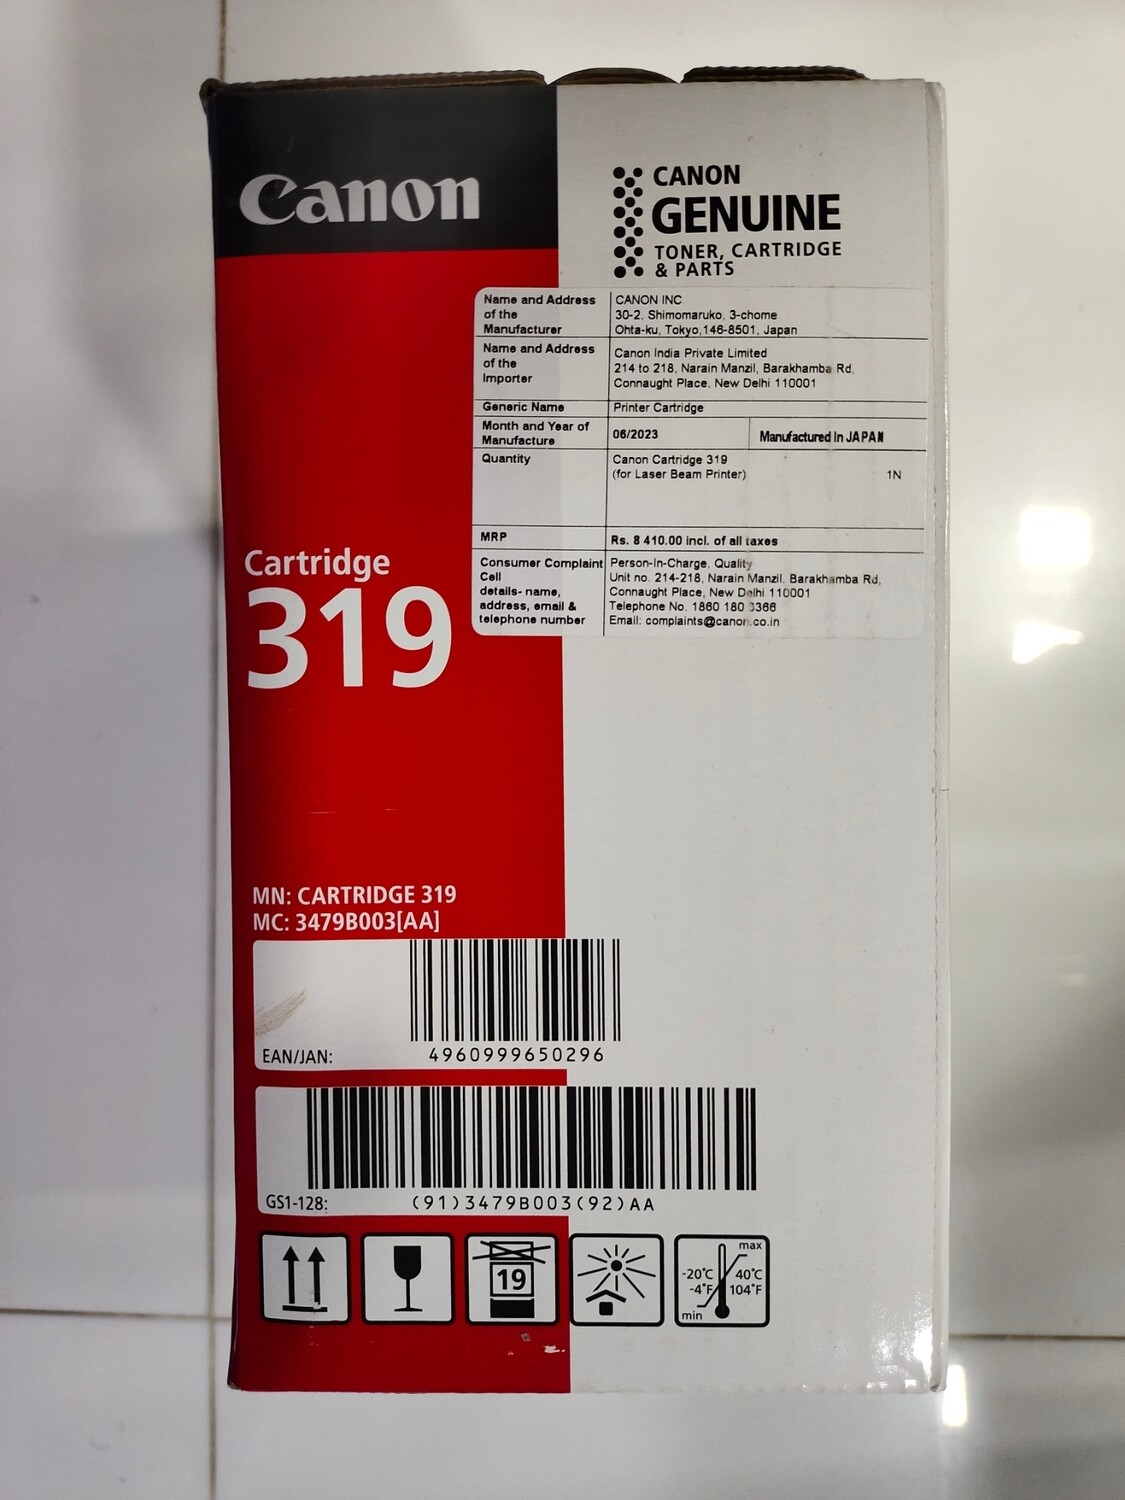 Canon
CANON
GENUINE
TONER, CARTRIDGE
& PARTS
Name and Address
of the
Manufacturer
CANON INC
30-2, Shimomaruko, 3-chome
Ohta-ku, Tokyo,146-8501, Japan
Name and Address
of the
Importer
Canon India Private Limited
214 to 218, Narain Manzil, Barakhamba Rd,
Connaught Place, New Delhi 110001
Generic Name
Printer Cartridge
Month and Year of
Manufacture
06/2023
Manufactured In JAPAN
Quantity
Canon Cartridge 319
(for Laser Beam Printer)
1N
MRP
Rs. 8 410.00 incl. of all taxes
Consumer Complaint
Cell
details- name,
address, email &
telephone number
Person-In-Charge, Quality
Unit no. 214-218, Narain Manzil, Barakhamba Rd,
Connaught Place, New Delhi 110001
Telephone No. 1860 180 3366
Email: complaints@canon.co.in
Cartridge
319
MN: CARTRIDGE 319
MC: 3479B003[AA]
EAN/JAN:
4960999650296
GS1-128:
(91)3479B003(92)AA
19
max
-20°C 40°C
-4°F 104°F
min